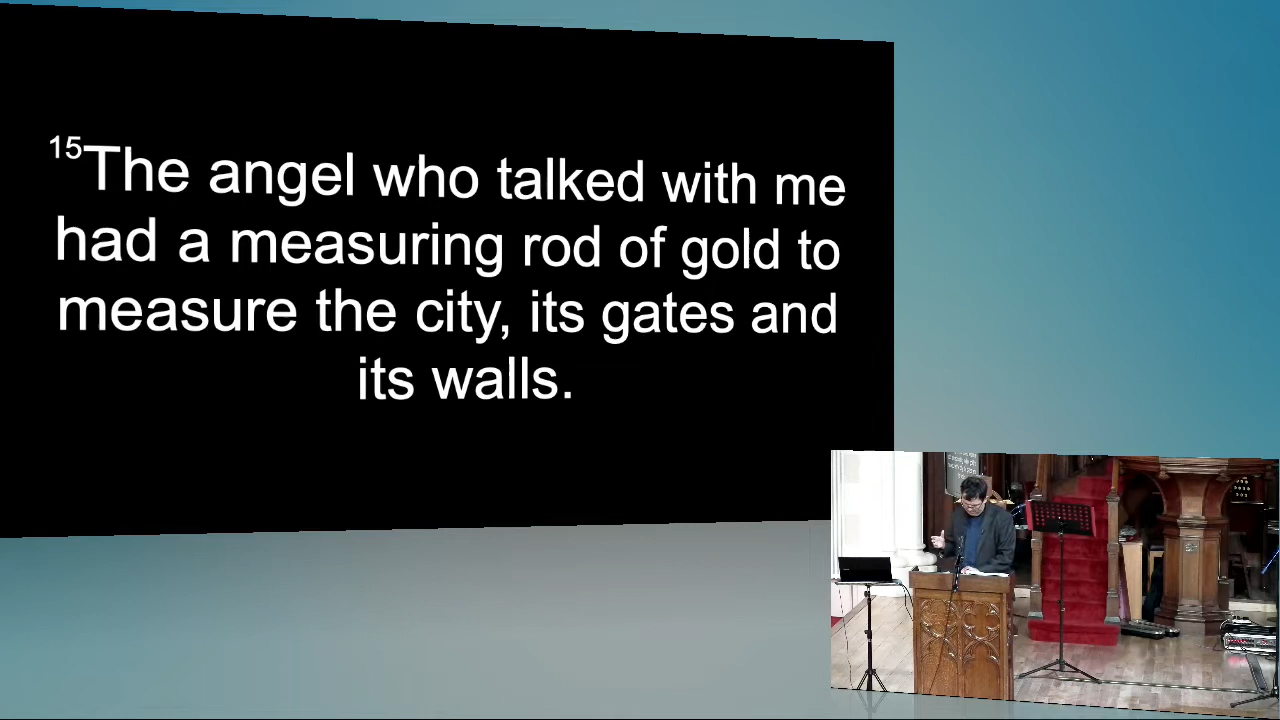 15The angel who talked with me
had a measuring rod of gold to
measure the city, its gates and
its walls.